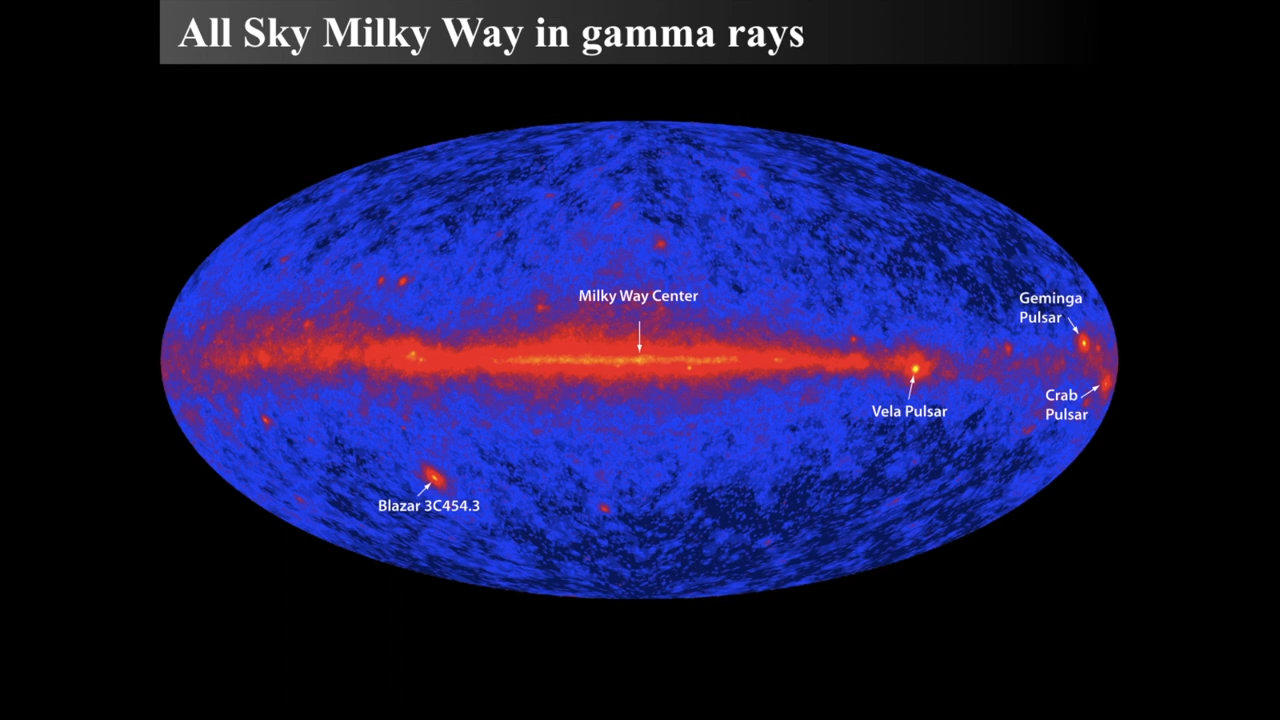 All Sky Milky Way in gamma rays
Milky Way Center
Geminga
Pulsar
Crab
Pulsar
Vela Pulsar
Blazar 3C454.3